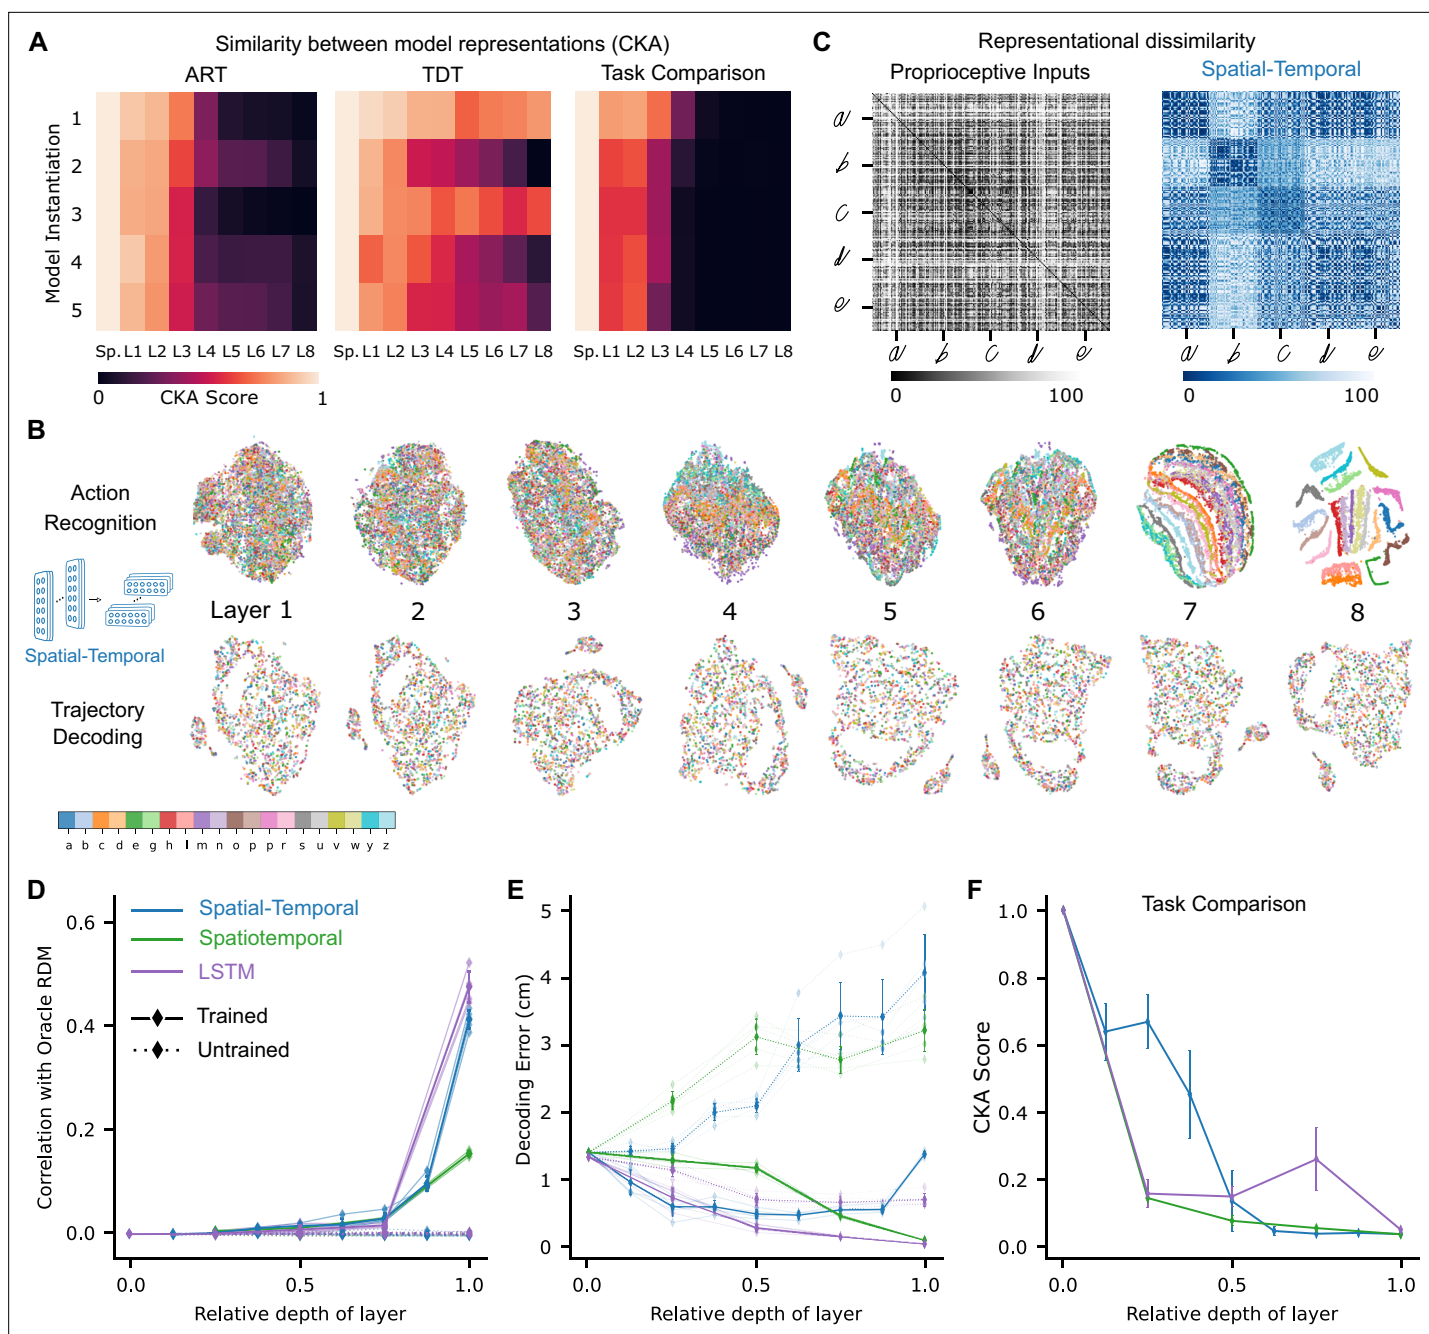 A
Similarity between model representations (CKA)
ART
TDT
Task Comparison
Model Instantiation
1
2
3
4
5
Sp. L1 L2 L3 L4 L5 L6 L7 L8
Sp. L1 L2 L3 L4 L5 L6 L7 L8
Sp. L1 L2 L3 L4 L5 L6 L7 L8
0
CKA Score
1
C
Representational dissimilarity
Proprioceptive Inputs
Spatial-Temporal
a
b
c
d
e
a b c d e
a b c d e
0 100
0 100
B
Action
Recognition
Spatial-Temporal
Layer 1 2 3 4 5 6 7 8
Trajectory
Decoding
a b c d e g h l m n o p p r s u v w y z
D
Spatial-Temporal
Spatiotemporal
LSTM
Trained
Untrained
Correlation with Oracle RDM
0.6
0.4
0.2
0.0
0.0 0.5 1.0
Relative depth of layer
E
Decoding Error (cm)
5
4
3
2
1
0
0.0 0.5 1.0
Relative depth of layer
F
Task Comparison
CKA Score
1.0
0.8
0.6
0.4
0.2
0.0
0.0 0.5 1.0
Relative depth of layer